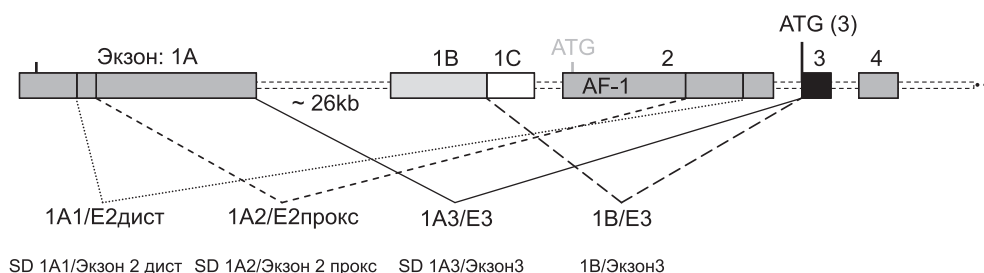 ATG (3)
ATG
Экзон: 1A 1B 1C 2 3 4
AF-1
~ 26kb
1A1/E2дист 1A2/E2прокс 1A3/E3 1B/E3
SD 1A1/Экзон 2 дист SD 1A2/Экзон 2 прокс SD 1A3/Экзон3 1B/Экзон3